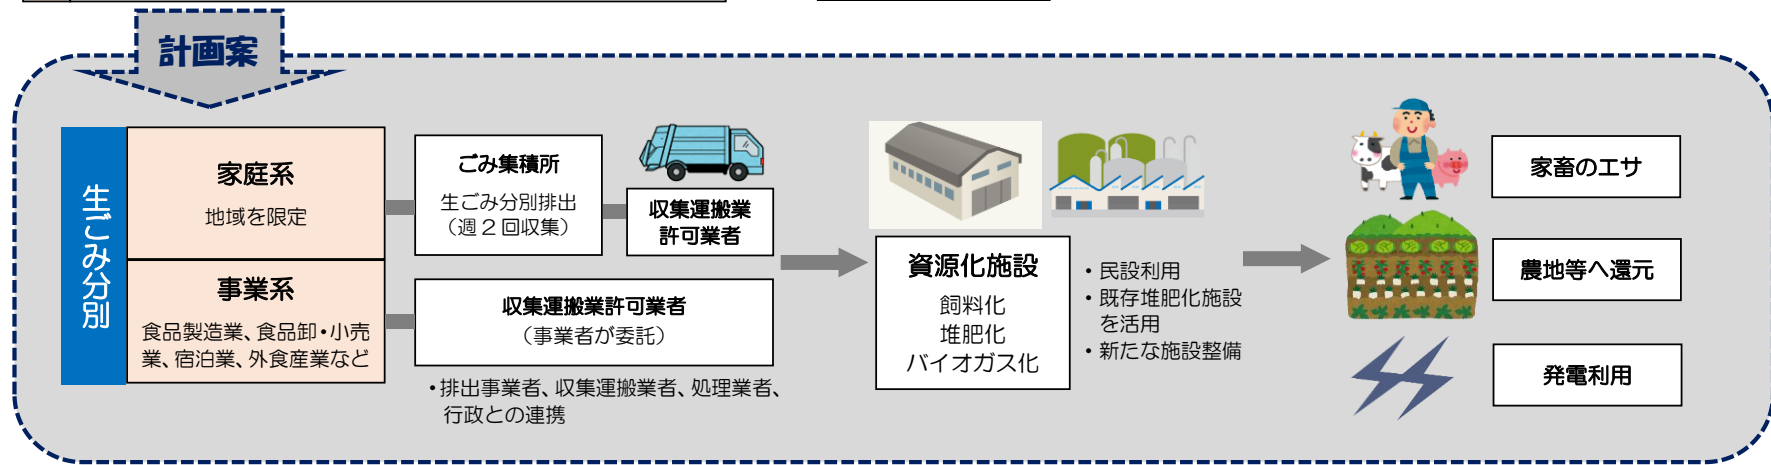 計画案
生ごみ分別
家庭系
地域を限定
事業系
食品製造業、食品卸・小売
業、宿泊業、外食産業など
ごみ集積所
生ごみ分別排出
（週２回収集）
収集運搬業
許可業者
収集運搬業許可業者
（事業者が委託）
・排出事業者、収集運搬業者、処理業者、
行政との連携
資源化施設
飼料化
堆肥化
バイオガス化
・民設利用
・既存堆肥化施設
を活用
・新たな施設整備
家畜のエサ
農地等へ還元
発電利用